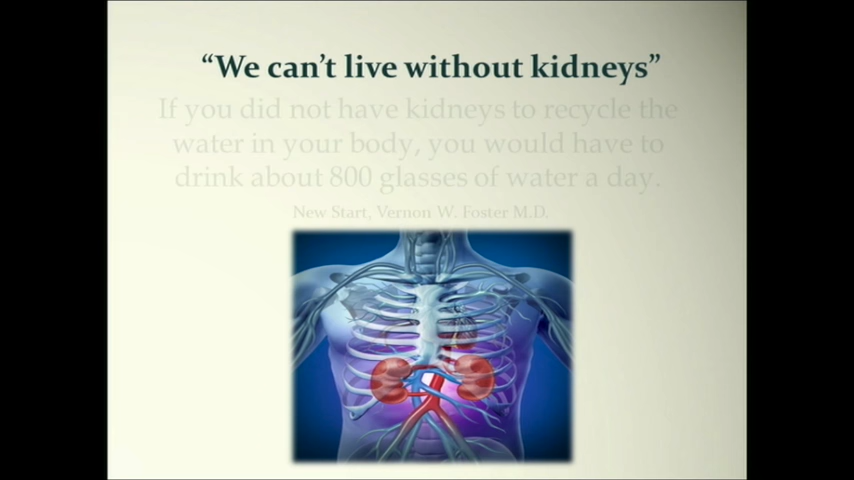 “We can’t live without kidneys”
If you did not have kidneys to recycle the
water in your body, you would have to
drink about 800 glasses of water a day.
New Start, Vernon W. Foster M.D.